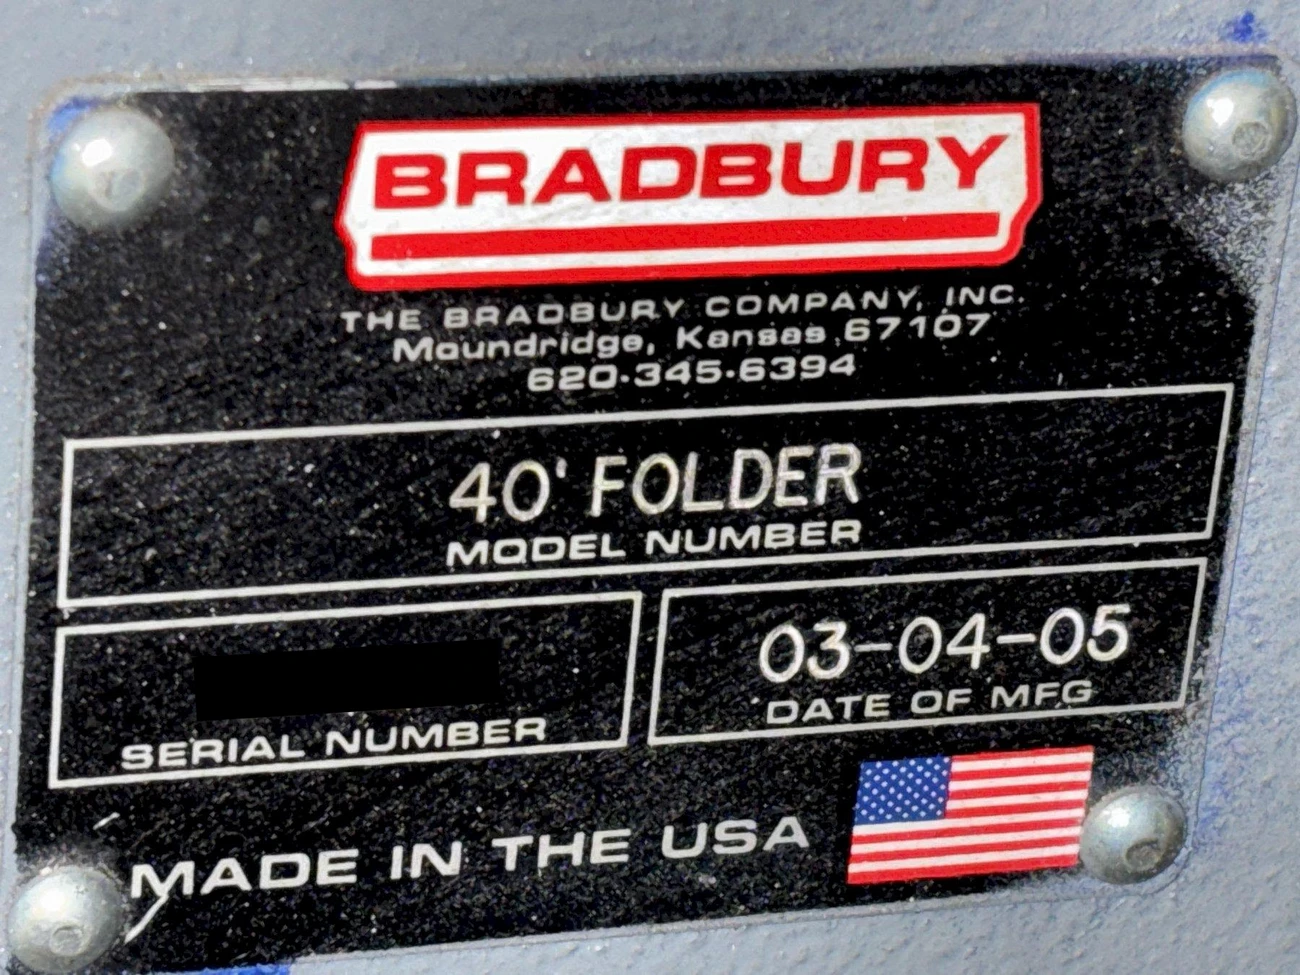 BRADBURY
THE BRADBURY COMPANY, INC.
Moundridge, Kansas 67107
620·345·6394
40' FOLDER
MODEL NUMBER
SERIAL NUMBER
03-04-05
DATE OF MFG
MADE IN THE USA